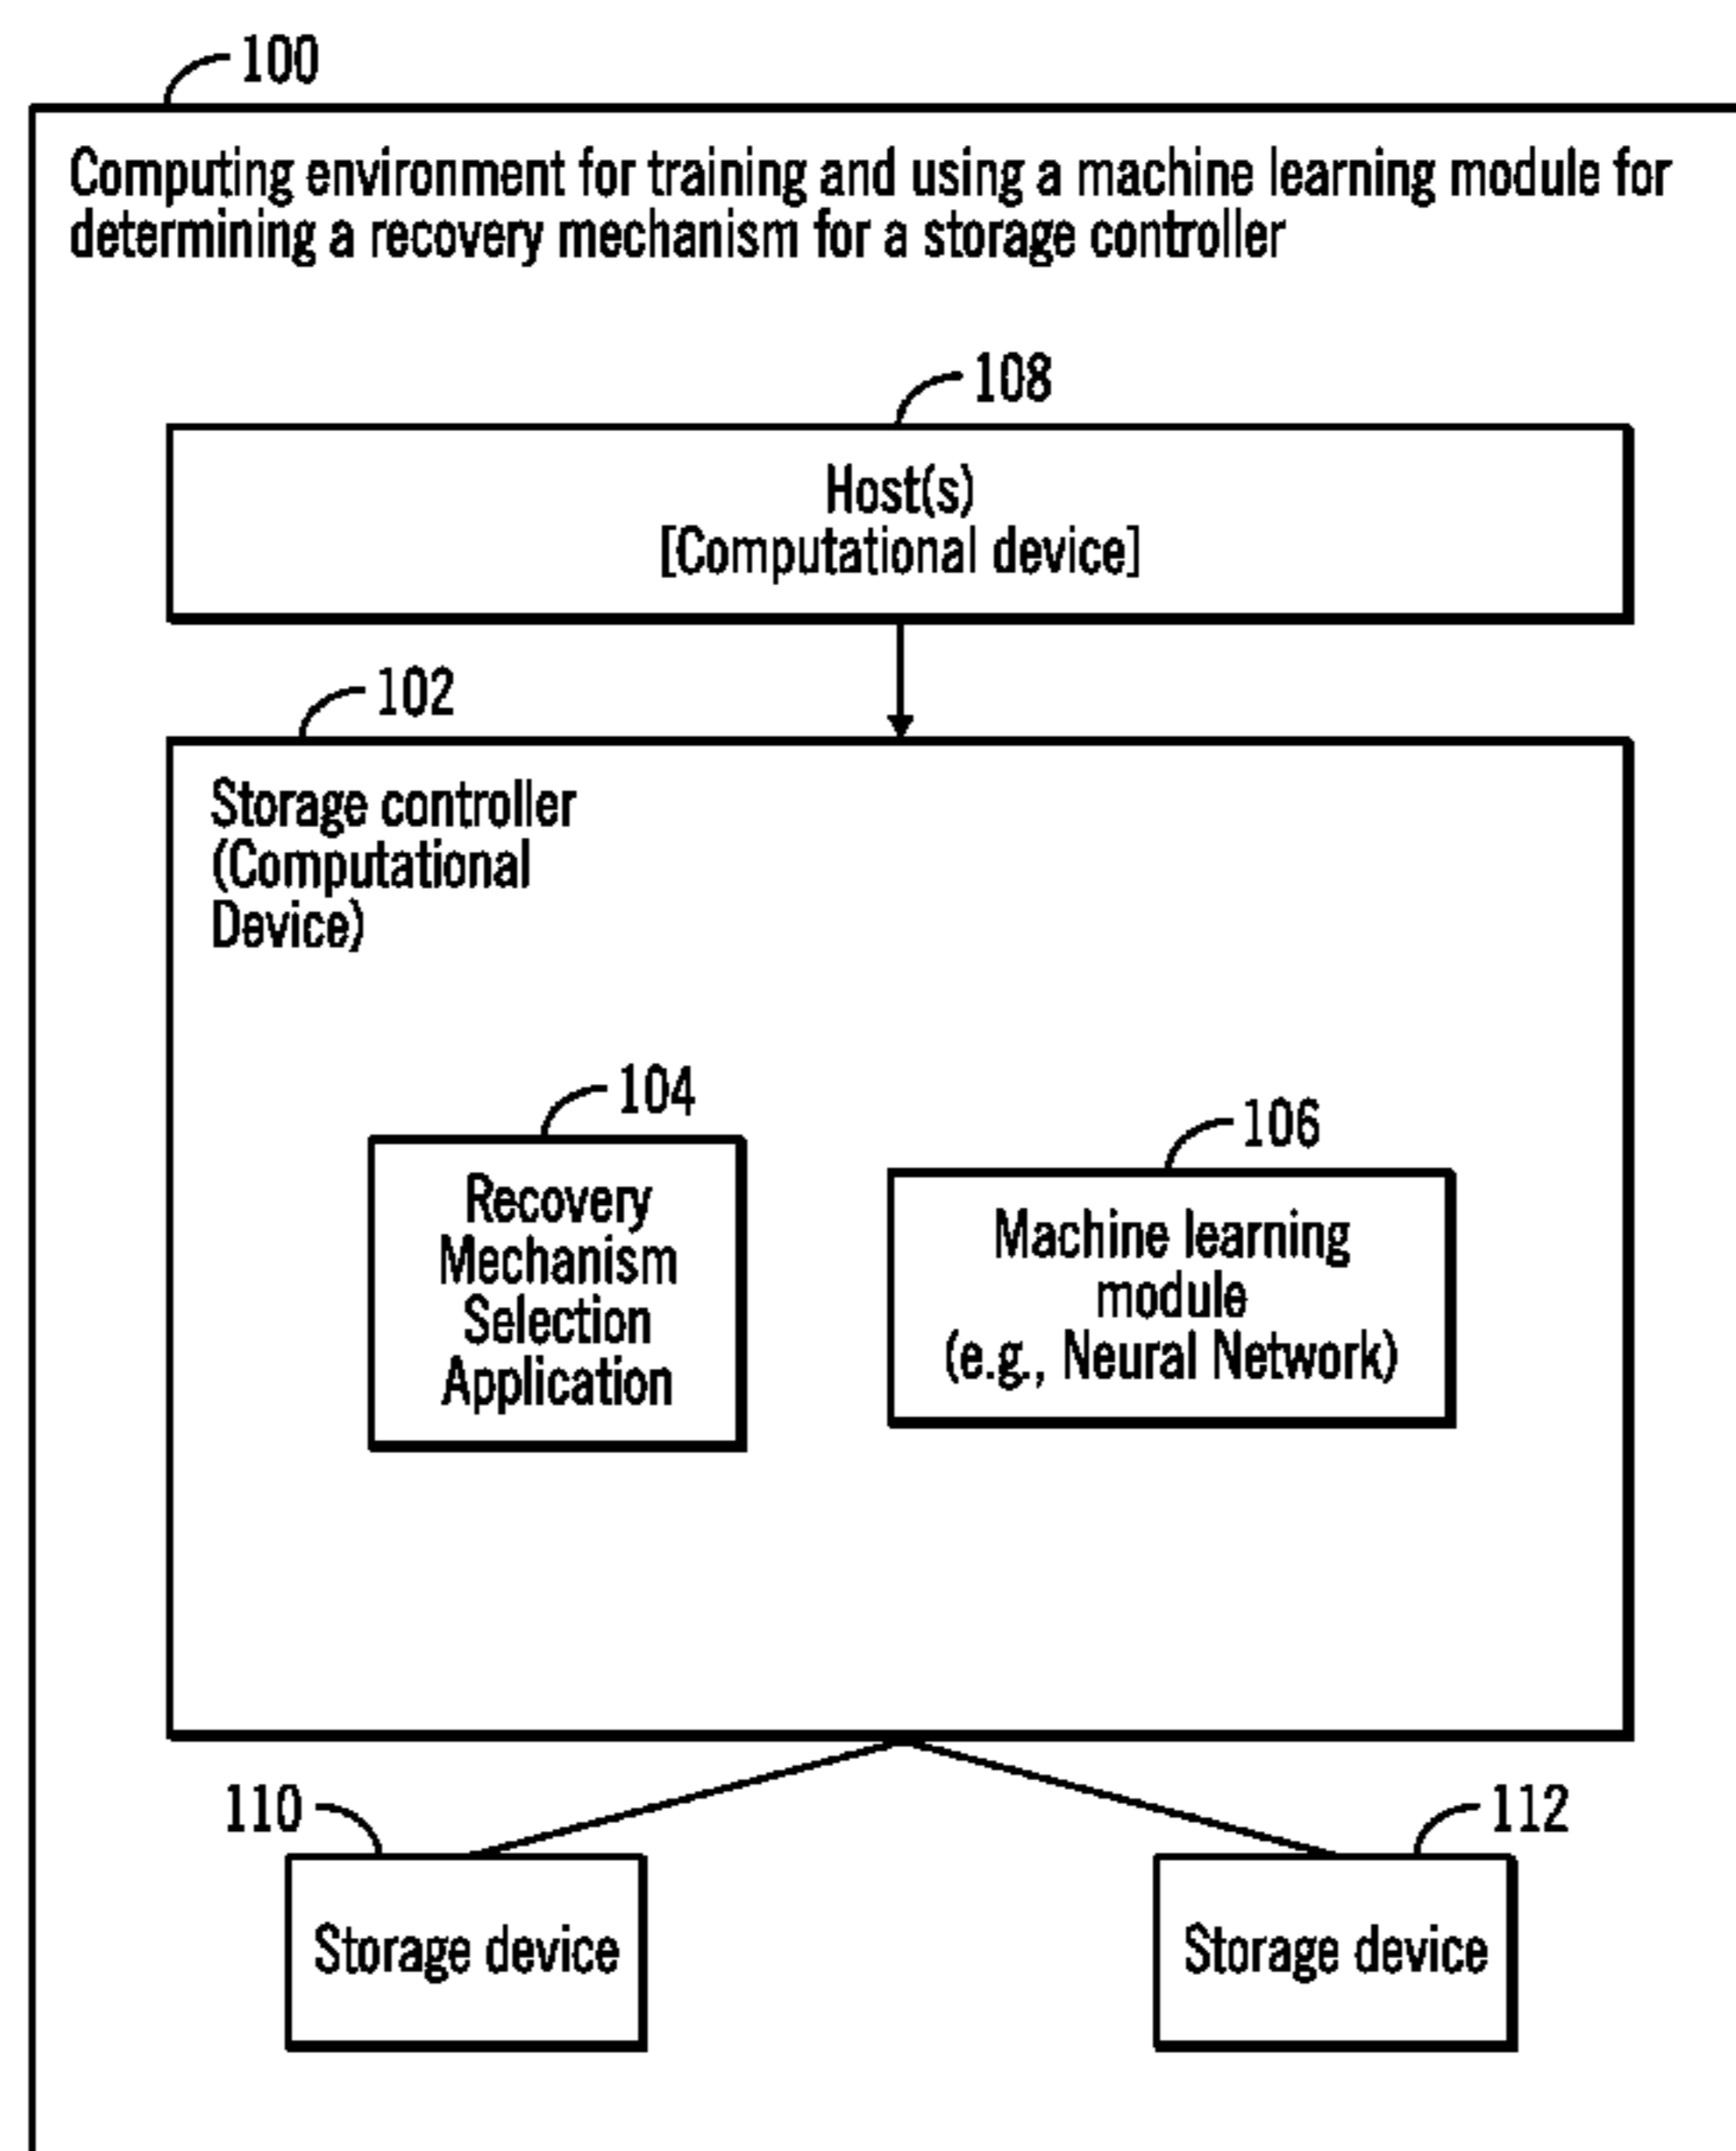 100
Computing environment for training and using a machine learning module for
determining a recovery mechanism for a storage controller
108
Host(s)
[Computational device]
102
Storage controller
(Computational
Device)
104
Recovery
Mechanism
Selection
Application
106
Machine learning
module
(e.g., Neural Network)
110
Storage device
112
Storage device